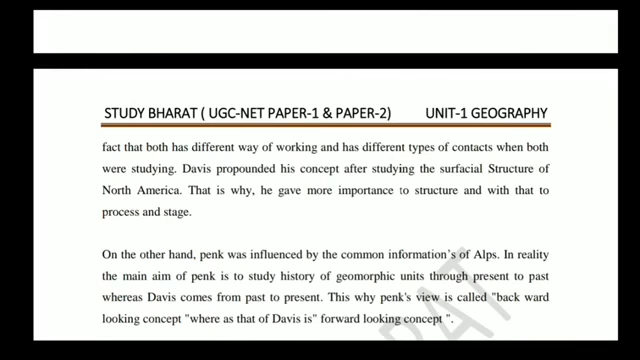 STUDY BHARAT ( UGC-NET PAPER-1 & PAPER-2) UNIT-1 GEOGRAPHY
fact that both has different way of working and has different types of contacts when both
were studying. Davis propounded his concept after studying the surfacial Structure of
North America. That is why, he gave more importance to structure and with that to
process and stage.
On the other hand, penk was influenced by the common information's of Alps. In reality
the main aim of penk is to study history of geomorphic units through present to past
whereas Davis comes from past to present. This why penk's view is called "back ward
looking concept "where as that of Davis is" forward looking concept ".
PAT